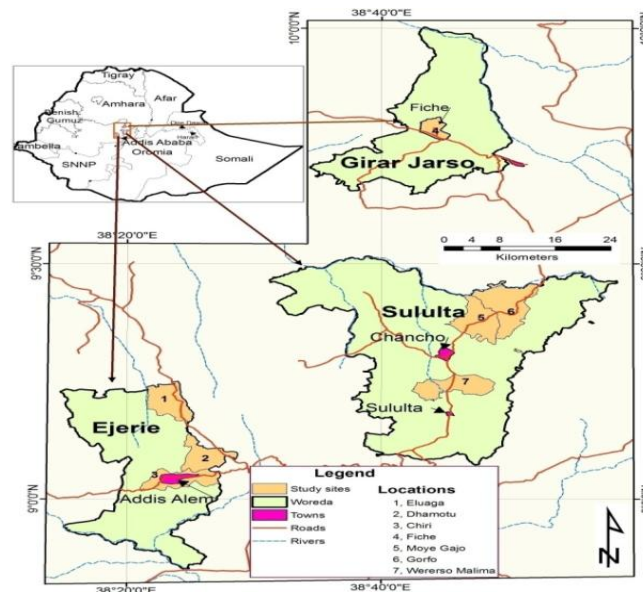 38°40'0"E
10°0'N
Tigray
Amhara
Afar
Benish
Gumuz
Dire Dawa
Harari
Addis Ababa
Oromia
ambella
SNNP
Somali
Fiche
4
Girar Jarso
38°20'0"E
0 4 8 12 16 24
Kilometers
9°30'N
Sululta
5 6
Chancho
7
Sululta
1
Ejerie
2
3
Addis Alem
9°0'N
9°0'0"N
38°20'0"E
38°40'0"E
Legend
Study sites
Woreda
Towns
Roads
Rivers
Locations
1, Eluaga
2, Dhamotu
3, Chiri
4, Fiche
5, Moye Gajo
6, Gorfo
7, Wererso Malima
N